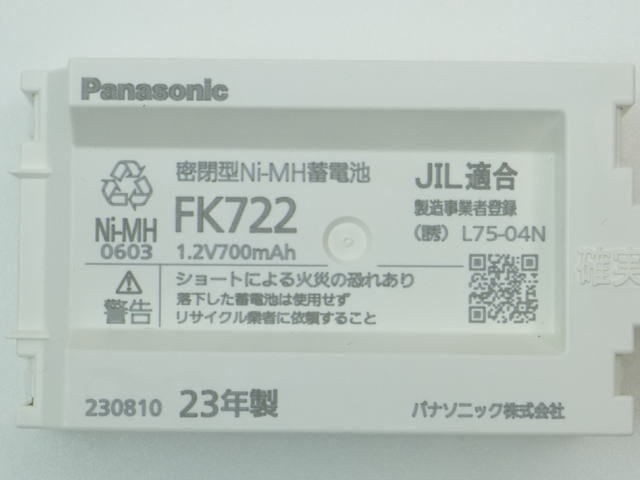 Panasonic
密閉型Ni-MH蓄電池
FK722
1.2V700mAh
Ni-MH
0603
JIL適合
製造事業者登録
(誘) L75-04N
警告
ショートによる火災の恐れあり
落下した蓄電池は使用せず
リサイクル業者に依頼すること
確実
230810 23年製
パナソニック株式会社